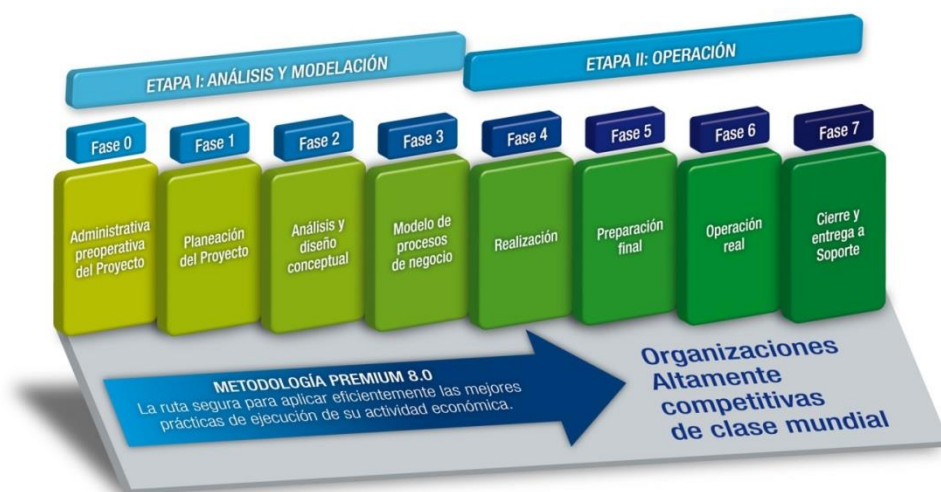 ETAPA I: ANÁLISIS Y MODELACIÓN
ETAPA II: OPERACIÓN
Fase 0
Fase 1
Fase 2
Fase 3
Fase 4
Fase 5
Fase 6
Fase 7
Administrativa
preoperativa
del Proyecto
Planeación
del Proyecto
Análisis y
diseño
conceptual
Modelo de
procesos
de negocio
Realización
Preparación
final
Operación
real
Cierre y
entrega a
Soporte
METODOLOGÍA PREMIUM 8.0
La ruta segura para aplicar eficientemente las mejores
prácticas de ejecución de su actividad económica.
Organizaciones
Altamente
competitivas
de clase mundial